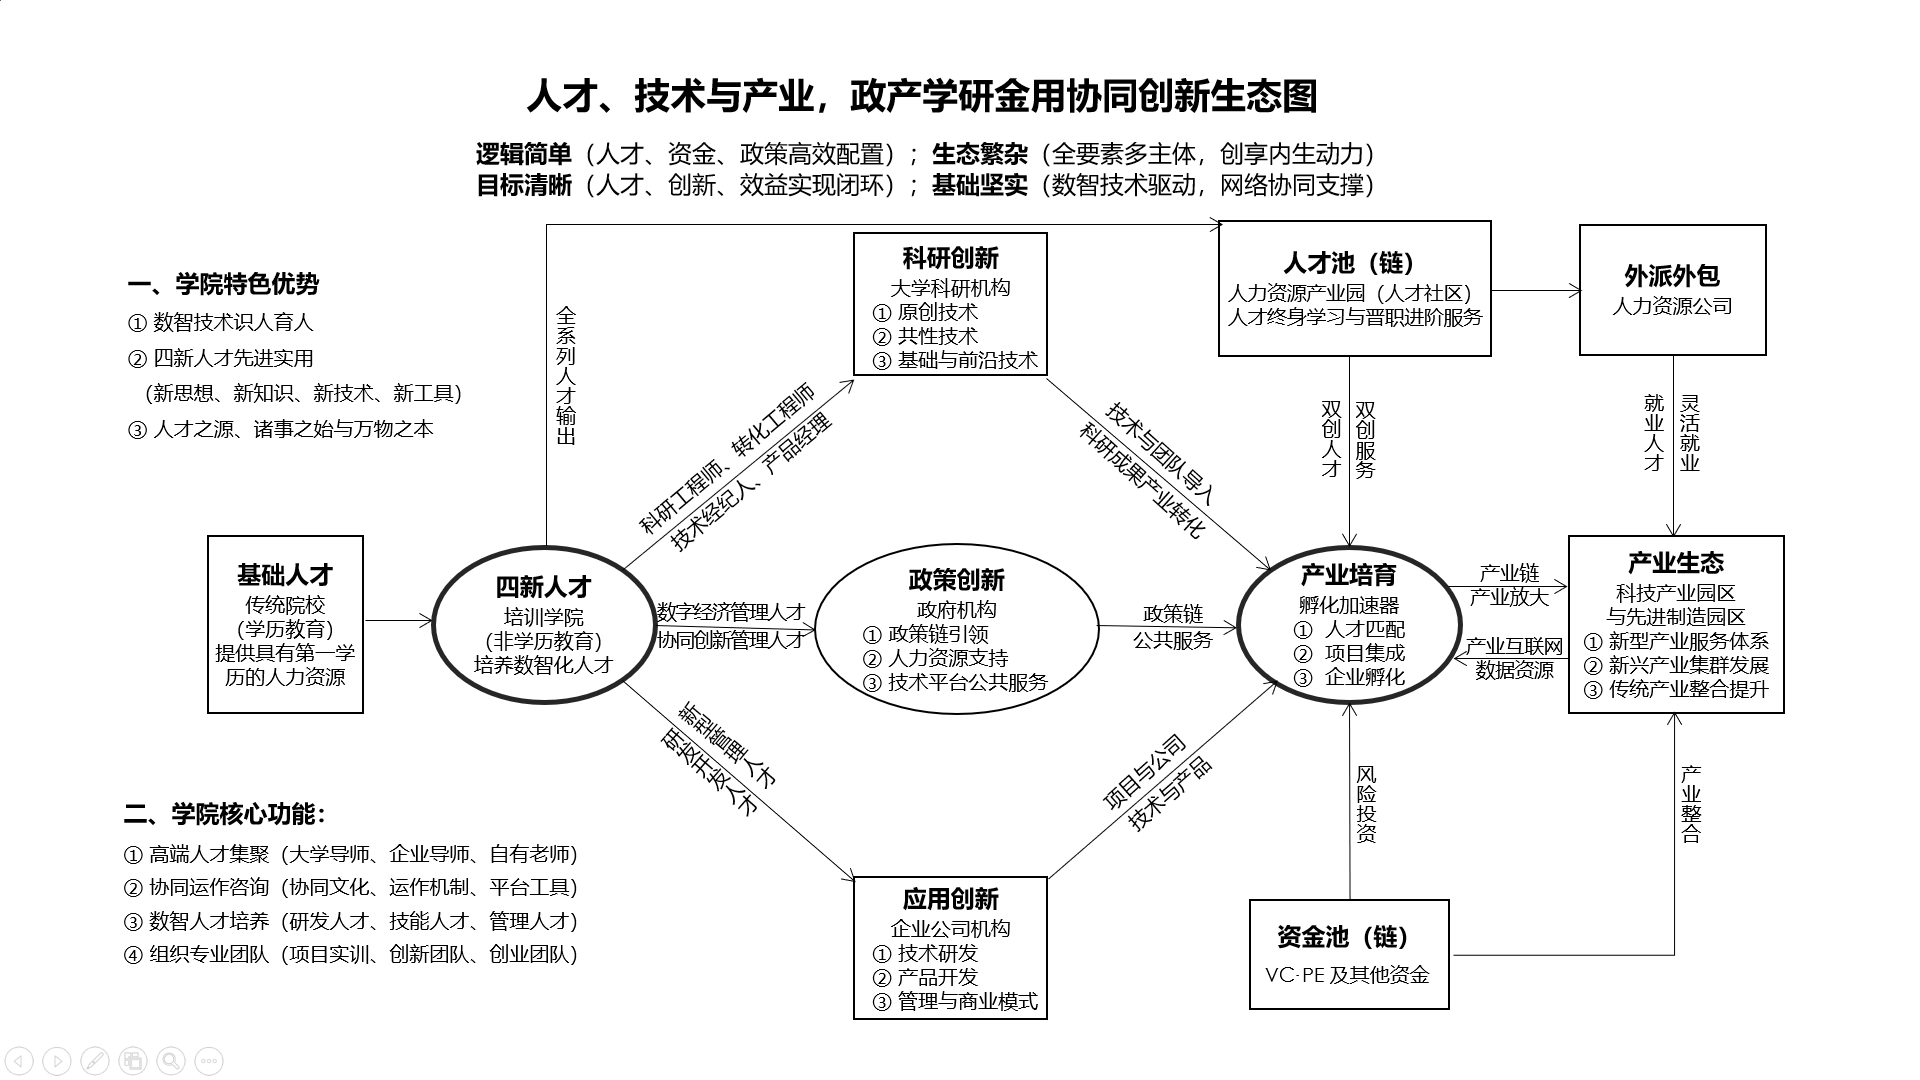 人才、技术与产业，政产学研金用协同创新生态图
逻辑简单（人才、资金、政策高效配置）；生态繁杂（全要素多主体，创享内生动力）
目标清晰（人才、创新、效益实现闭环）；基础坚实（数智技术驱动，网络协同支撑）
一、学院特色优势
① 数智技术识人育人
② 四新人才先进实用
（新思想、新知识、新技术、新工具）
③ 人才之源、诸事之始与万物之本
全系列人才输出
科研创新
大学科研机构
① 原创技术
② 共性技术
③ 基础与前沿技术
人才池（链）
人力资源产业园（人才社区）
人才终身学习与晋职进阶服务
外派外包
人力资源公司
科研工程师、转化工程师
技术经纪人、产品经理
技术与团队导入
科研成果产业转化
双创人才
双创服务
就业人才
灵活就业
基础人才
传统院校
（学历教育）
提供具有第一学
历的人力资源
四新人才
培训学院
（非学历教育）
培养数智化人才
数字经济管理人才
协同创新管理人才
政策创新
政府机构
① 政策链引领
② 人力资源支持
③ 技术平台公共服务
政策链
公共服务
产业培育
孵化加速器
① 人才匹配
② 项目集成
③ 企业孵化
产业链
产业放大
产业互联网
数据资源
产业生态
科技产业园区
与先进制造园区
① 新型产业服务体系
② 新兴产业集群发展
③ 传统产业整合提升
新型管理人才
研发开发人才
项目与公司
技术与产品
风险投资
产业整合
二、学院核心功能：
① 高端人才集聚（大学导师、企业导师、自有老师）
② 协同运作咨询（协同文化、运作机制、平台工具）
③ 数智人才培养（研发人才、技能人才、管理人才）
④ 组织专业团队（项目实训、创新团队、创业团队）
应用创新
企业公司机构
① 技术研发
② 产品开发
③ 管理与商业模式
资金池（链）
VC·PE 及其他资金